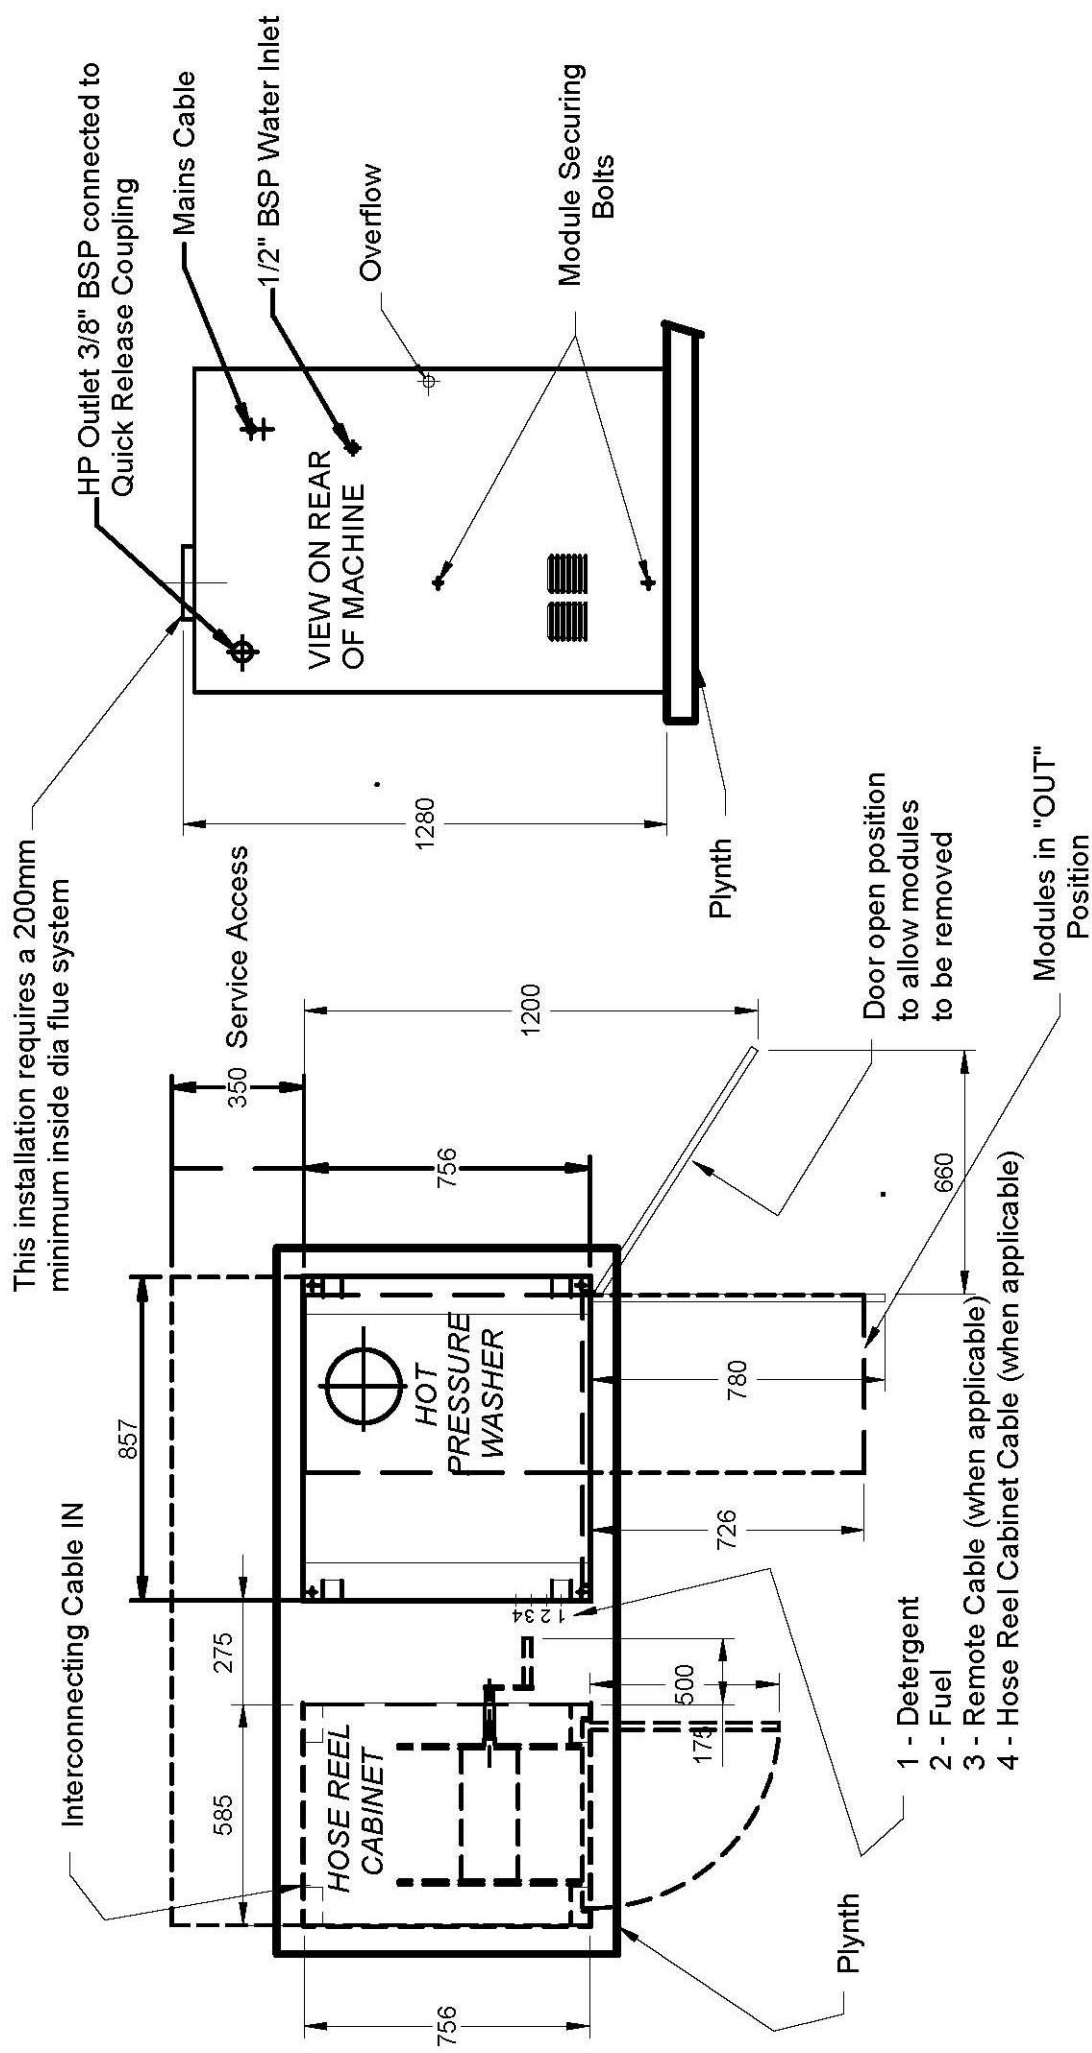 This installation requires a 200mm
minimum inside dia flue system
HP Outlet 3/8" BSP connected to
Quick Release Coupling
Mains Cable
1/2" BSP Water Inlet
Overflow
Module Securing
Bolts
VIEW ON REAR
OF MACHINE
1280
Plynth
Interconnecting Cable IN
857
275
585
350
Service Access
HOSE REEL
CABINET
HOT
PRESSURE
WASHER
756
756
1200
1 2 3 4
500
175
726
780
660
Door open position
to allow modules
to be removed
Modules in "OUT"
Position
Plynth
1 - Detergent
2 - Fuel
3 - Remote Cable (when applicable)
4 - Hose Reel Cabinet Cable (when applicable)